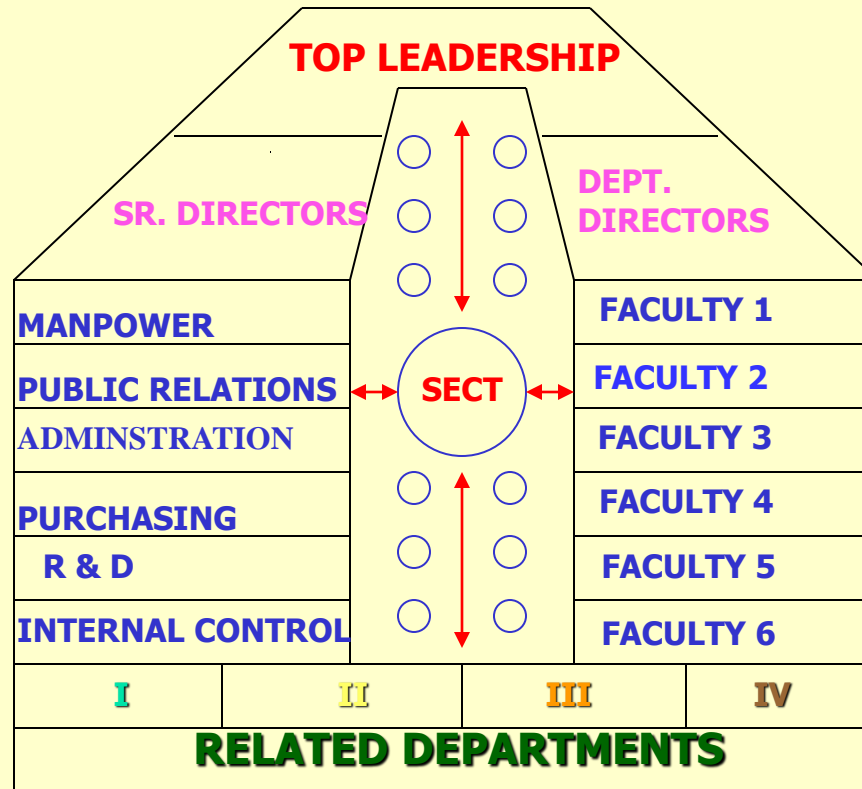 TOP LEADERSHIP
SR. DIRECTORS
DEPT.
DIRECTORS
MANPOWER
FACULTY 1
PUBLIC RELATIONS
SECT
FACULTY 2
ADMINSTRATION
FACULTY 3
PURCHASING
FACULTY 4
R & D
FACULTY 5
INTERNAL CONTROL
FACULTY 6
I
II
III
IV
RELATED DEPARTMENTS